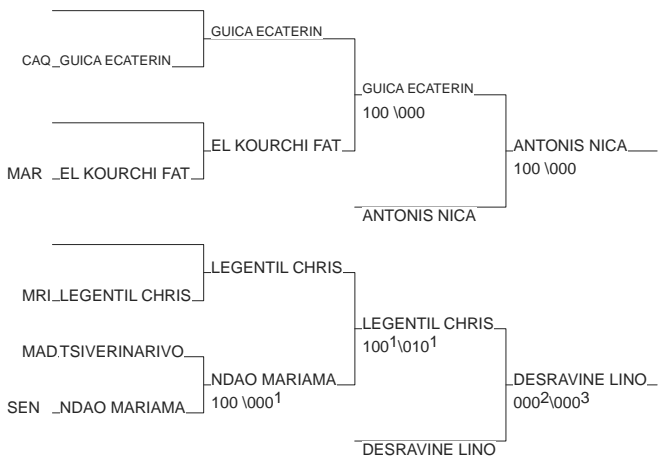 GUICA ECATERIN
CAQ GUICA ECATERIN
GUICA ECATERIN
100 \000
EL KOURCHI FAT
ANTONIS NICA
100 \000
MAR EL KOURCHI FAT
ANTONIS NICA
LEGENTIL CHRIS
MRI LEGENTIL CHRIS
LEGENTIL CHRIS
100¹\010¹
MAD TSIVERINARIVO
NDAO MARIAMA
100 \000¹
DESRAVINE LINO
000²\000³
SEN NDAO MARIAMA
DESRAVINE LINO